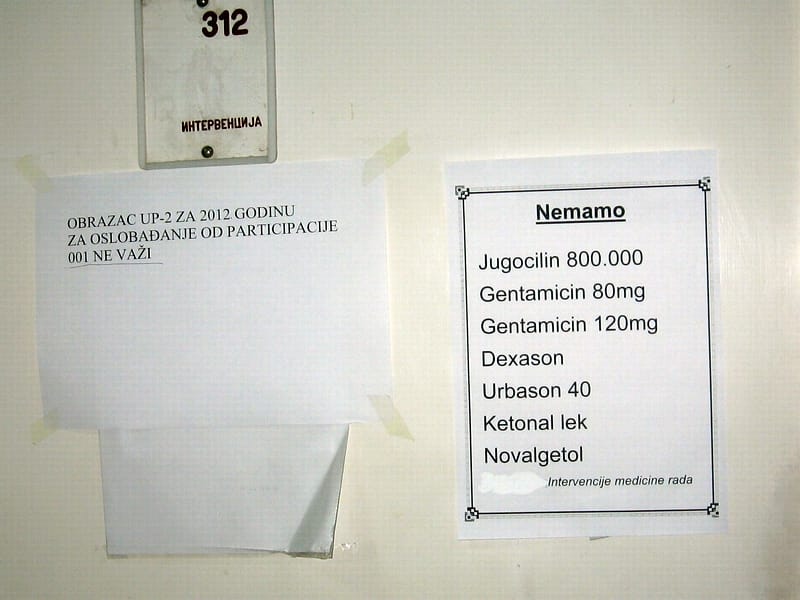 312
ИНТЕРВЕНЦИЈА
OBRAZAC UP-2 ZA 2012 GODINU
ZA OSLOBAĐANJE OD PARTICIPACIJE
001 NE VAŽI
Nemamo
Jugocilin 800.000
Gentamicin 80mg
Gentamicin 120mg
Dexason
Urbason 40
Ketonal lek
Novalgetol
Intervencije medicine rada